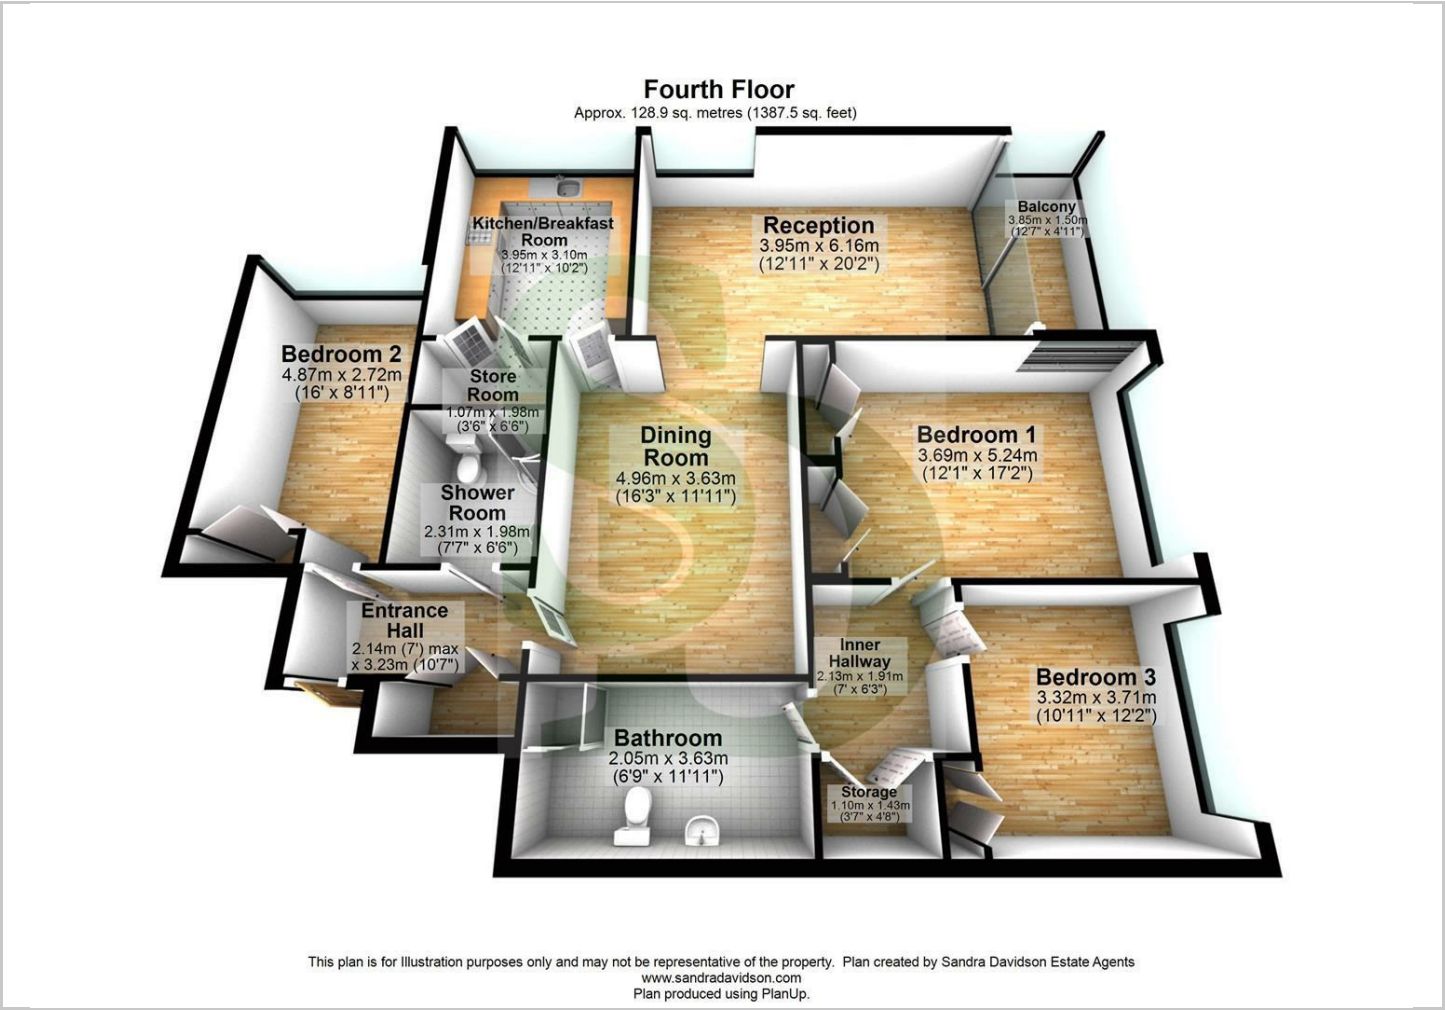 Fourth Floor
Approx. 128.9 sq. metres (1387.5 sq. feet)
Kitchen/Breakfast
Room
3.95m x 3.10m
(12'11" x 10'2")
Reception
3.95m x 6.16m
(12'11" x 20'2")
Balcony
3.85m x 1.50m
(12'7" x 4'11")
Bedroom 2
4.87m x 2.72m
(16' x 8'11")
Store
Room
1.07m x 1.98m
(3'6" x 6'6")
Dining
Room
4.96m x 3.63m
(16'3" x 11'11")
Bedroom 1
3.69m x 5.24m
(12'1" x 17'2")
Shower
Room
2.31m x 1.98m
(7'7" x 6'6")
Entrance
Hall
2.14m (7') max
x 3.23m (10'7")
Inner
Hallway
2.13m x 1.91m
(7' x 6'3")
Bedroom 3
3.32m x 3.71m
(10'11" x 12'2")
Bathroom
2.05m x 3.63m
(6'9" x 11'11")
Storage
1.10m x 1.43m
(3'7" x 4'8")
This plan is for Illustration purposes only and may not be representative of the property.  Plan created by Sandra Davidson Estate Agents
www.sandradavidson.com
Plan produced using PlanUp.